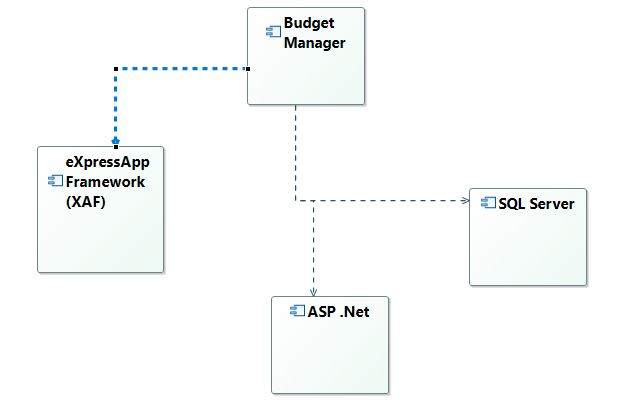 Budget
Manager
eXpressApp
Framework
(XAF)
SQL Server
ASP .Net